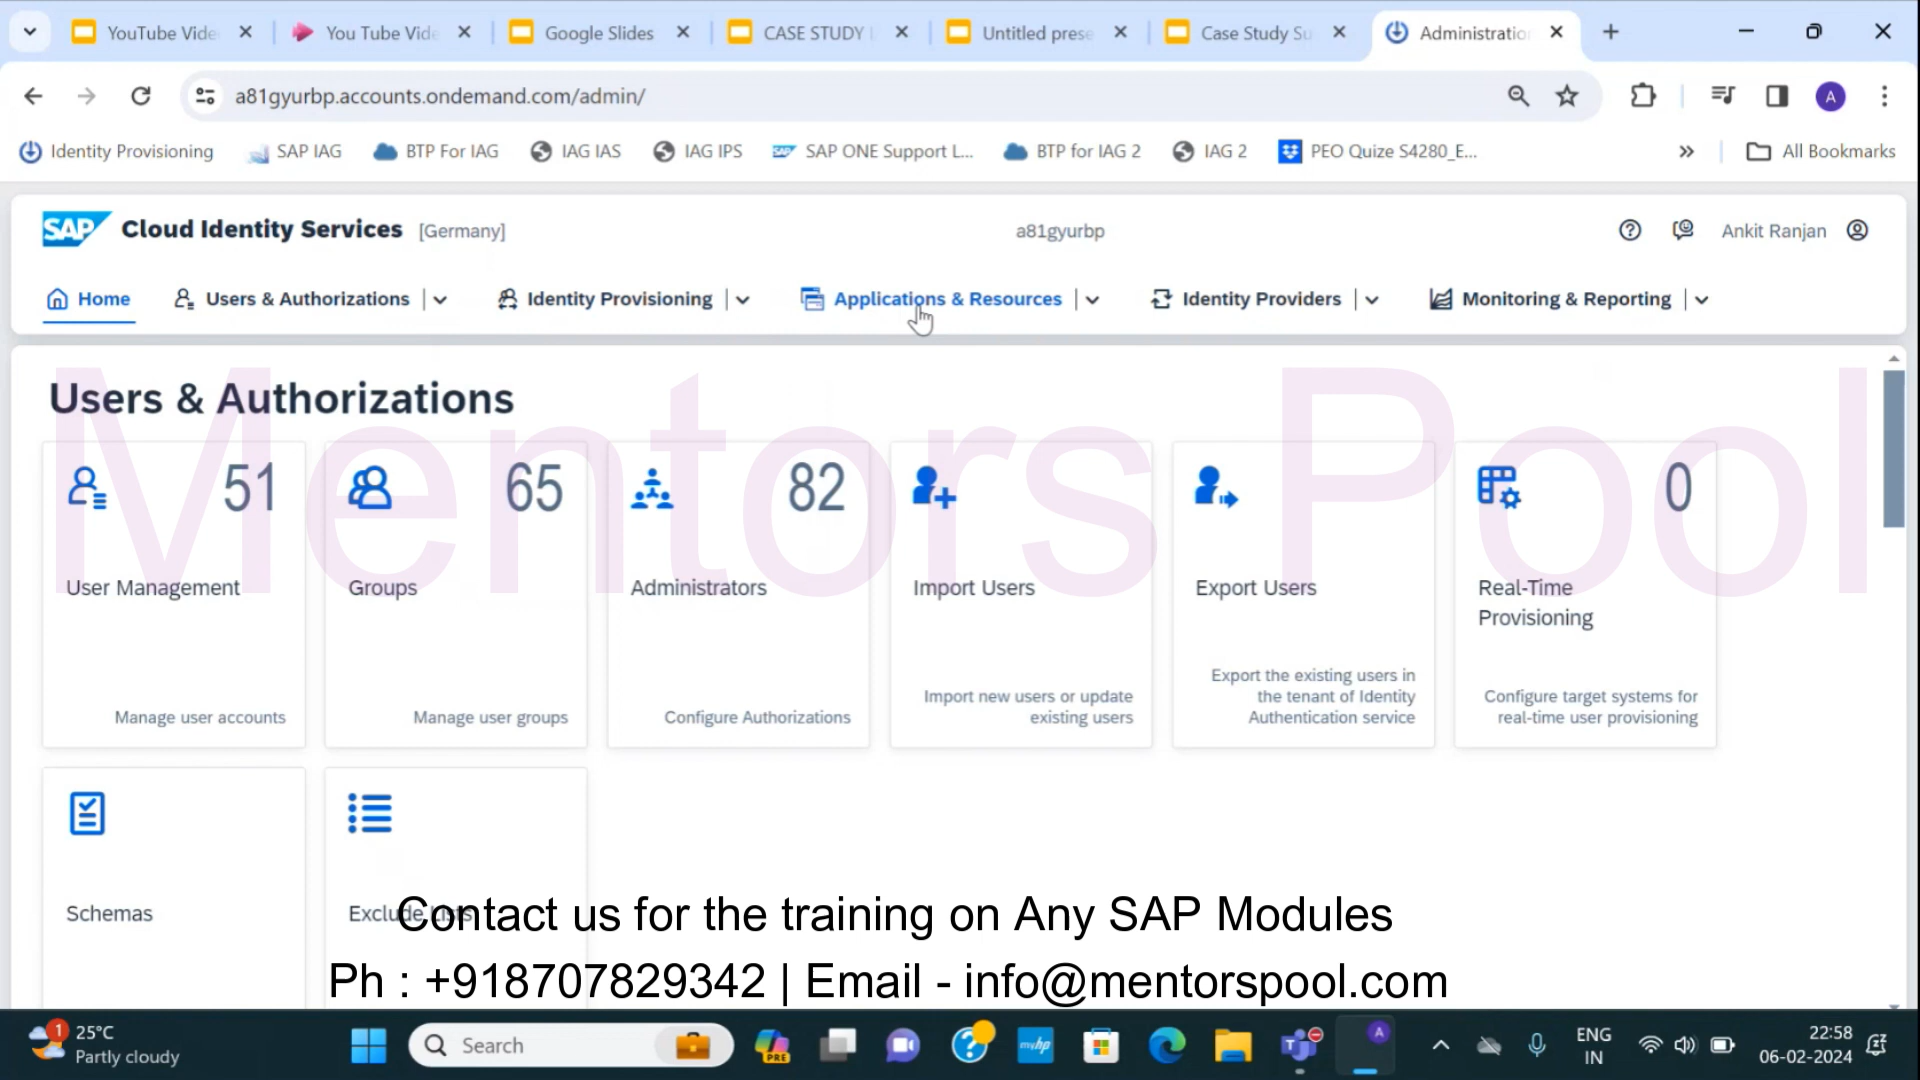 YouTube Vide
You Tube Vide
Google Slides
CASE STUDY
Untitled prese
Case Study Su
Administratio
a81gyurbp.accounts.ondemand.com/admin/
A
Identity Provisioning
SAP IAG
BTP For IAG
IAG IAS
IAG IPS
SAP ONE Support L...
BTP for IAG 2
IAG 2
PEO Quize S4280_E...
All Bookmarks
SAP Cloud Identity Services [Germany]
a81gyurbp
Ankit Ranjan
Home
Users & Authorizations
Identity Provisioning
Applications & Resources
Identity Providers
Monitoring & Reporting
Mentors Pool
Users & Authorizations
51
User Management
Manage user accounts
65
Groups
Manage user groups
82
Administrators
Configure Authorizations
Import Users
Import new users or update
existing users
Export Users
Export the existing users in
the tenant of Identity
Authentication service
0
Real-Time
Provisioning
Configure target systems for
real-time user provisioning
Schemas
Exclude Lists
Contact us for the training on Any SAP Modules
Ph : +918707829342 | Email - info@mentorspool.com
1
25°C
Partly cloudy
Search
PRE
myhp
T
A
ENG
IN
22:58
06-02-2024